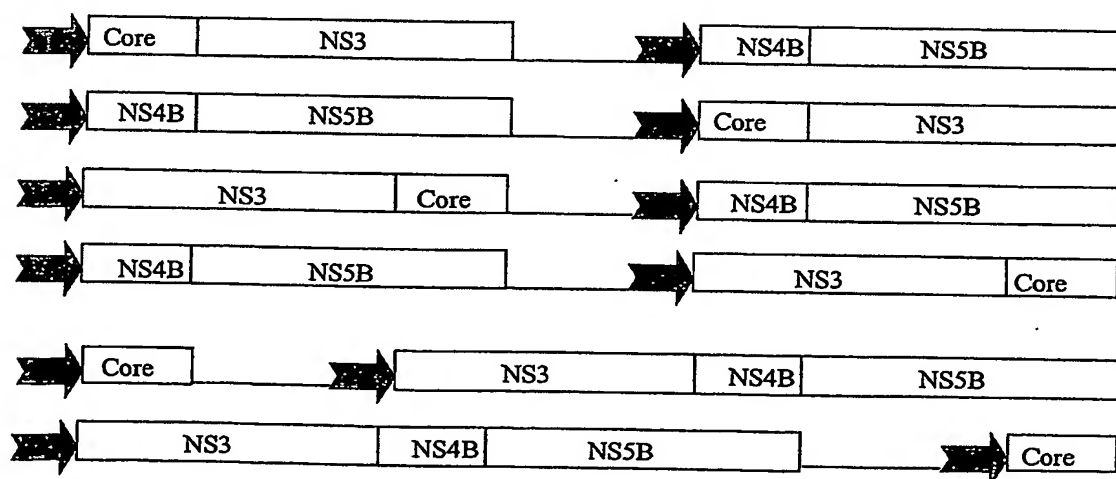 Core NS3 NS4B NS5B
NS4B NS5B Core NS3
NS3 Core NS4B NS5B
NS4B NS5B NS3 Core
Core NS3 NS4B NS5B
NS3 NS4B NS5B Core